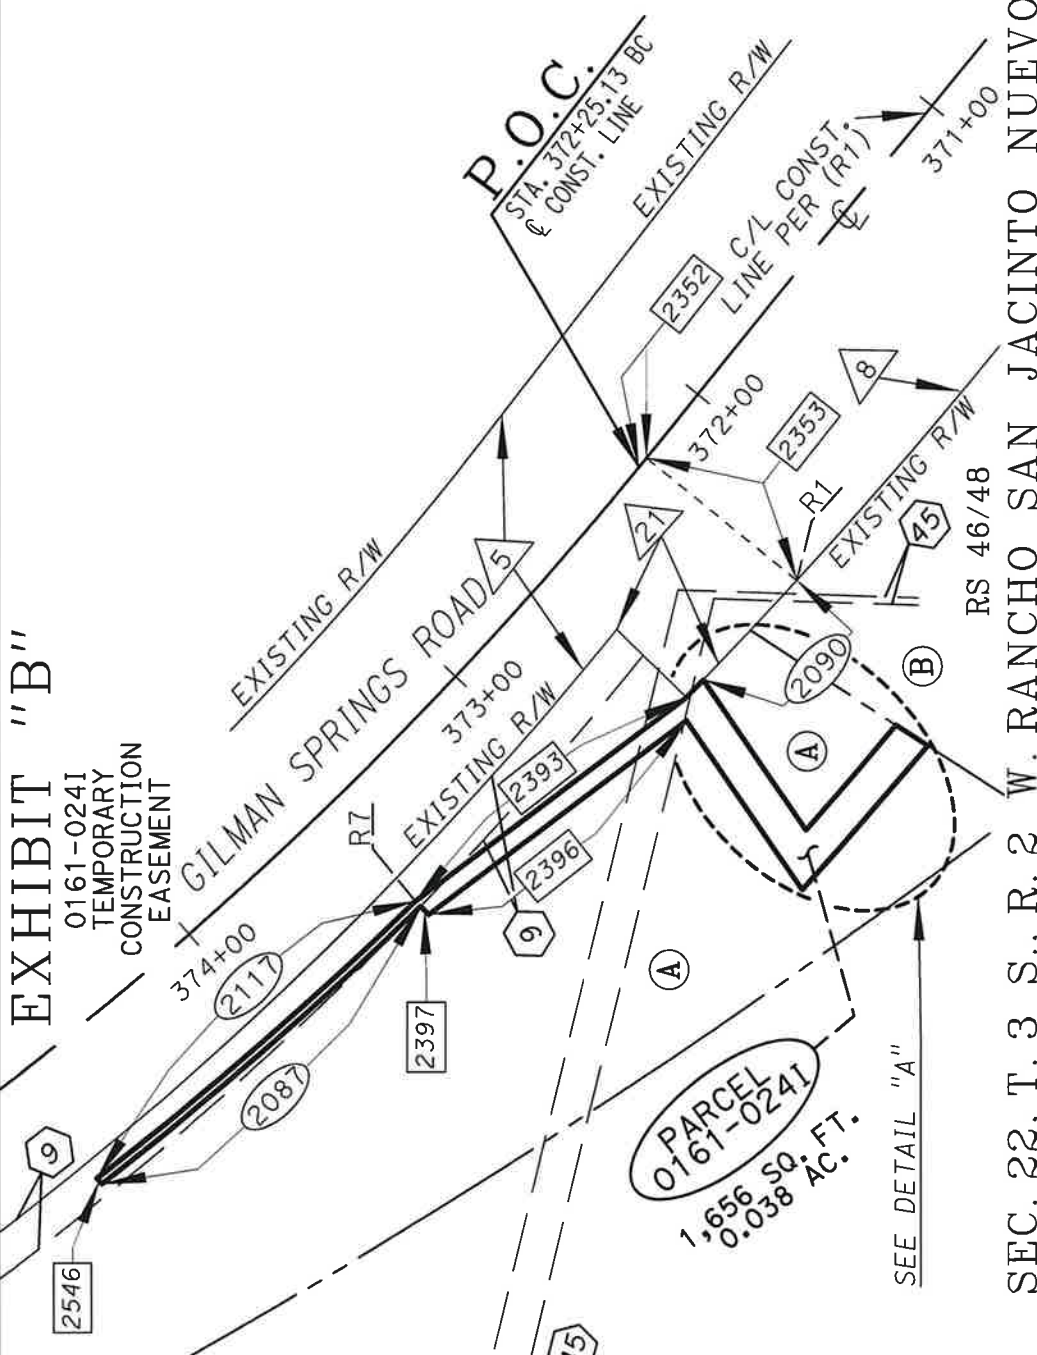 EXHIBIT "B"
0161-024I
TEMPORARY
CONSTRUCTION
EASEMENT
P.O.C.
STA. 372+25.13 BC
℄ CONST. LINE
EXISTING R/W
EXISTING R/W
C/L CONST.
LINE PER (R1)
℄
371+00
372+00
373+00
374+00
GILMAN SPRINGS ROAD
5
EXISTING R/W
EXISTING R/W
R7
R1
2352
2353
8
21
45
RS 46/48
2090
B
A
A
2393
2396
9
2117
2087
2397
9
2546
PARCEL
0161-024I
1,656 SQ. FT.
0.038 AC.
SEE DETAIL "A"
SEC. 22, T. 3 S., R. 2 W. RANCHO SAN JACINTO NUEVO